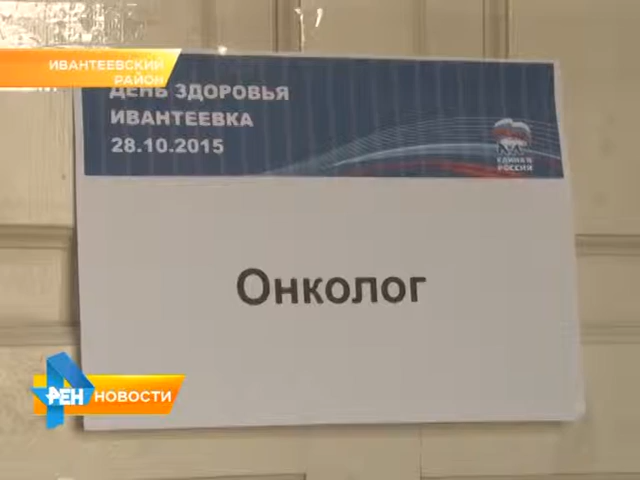 ИВАНТЕЕВСКИЙ
РАЙОН
ДЕНЬ ЗДОРОВЬЯ
ИВАНТЕЕВКА
28.10.2015
ЕДИНАЯ
РОССИЯ
Онколог
РЕН НОВОСТИ